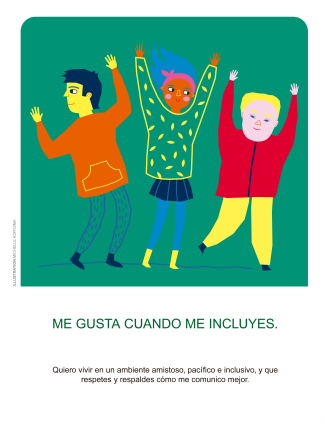 ME GUSTA CUANDO ME INCLUYES.
Quiero vivir en un ambiente amistoso, pacífico e inclusivo, y que
respetes y respaldes cómo me comunico mejor.